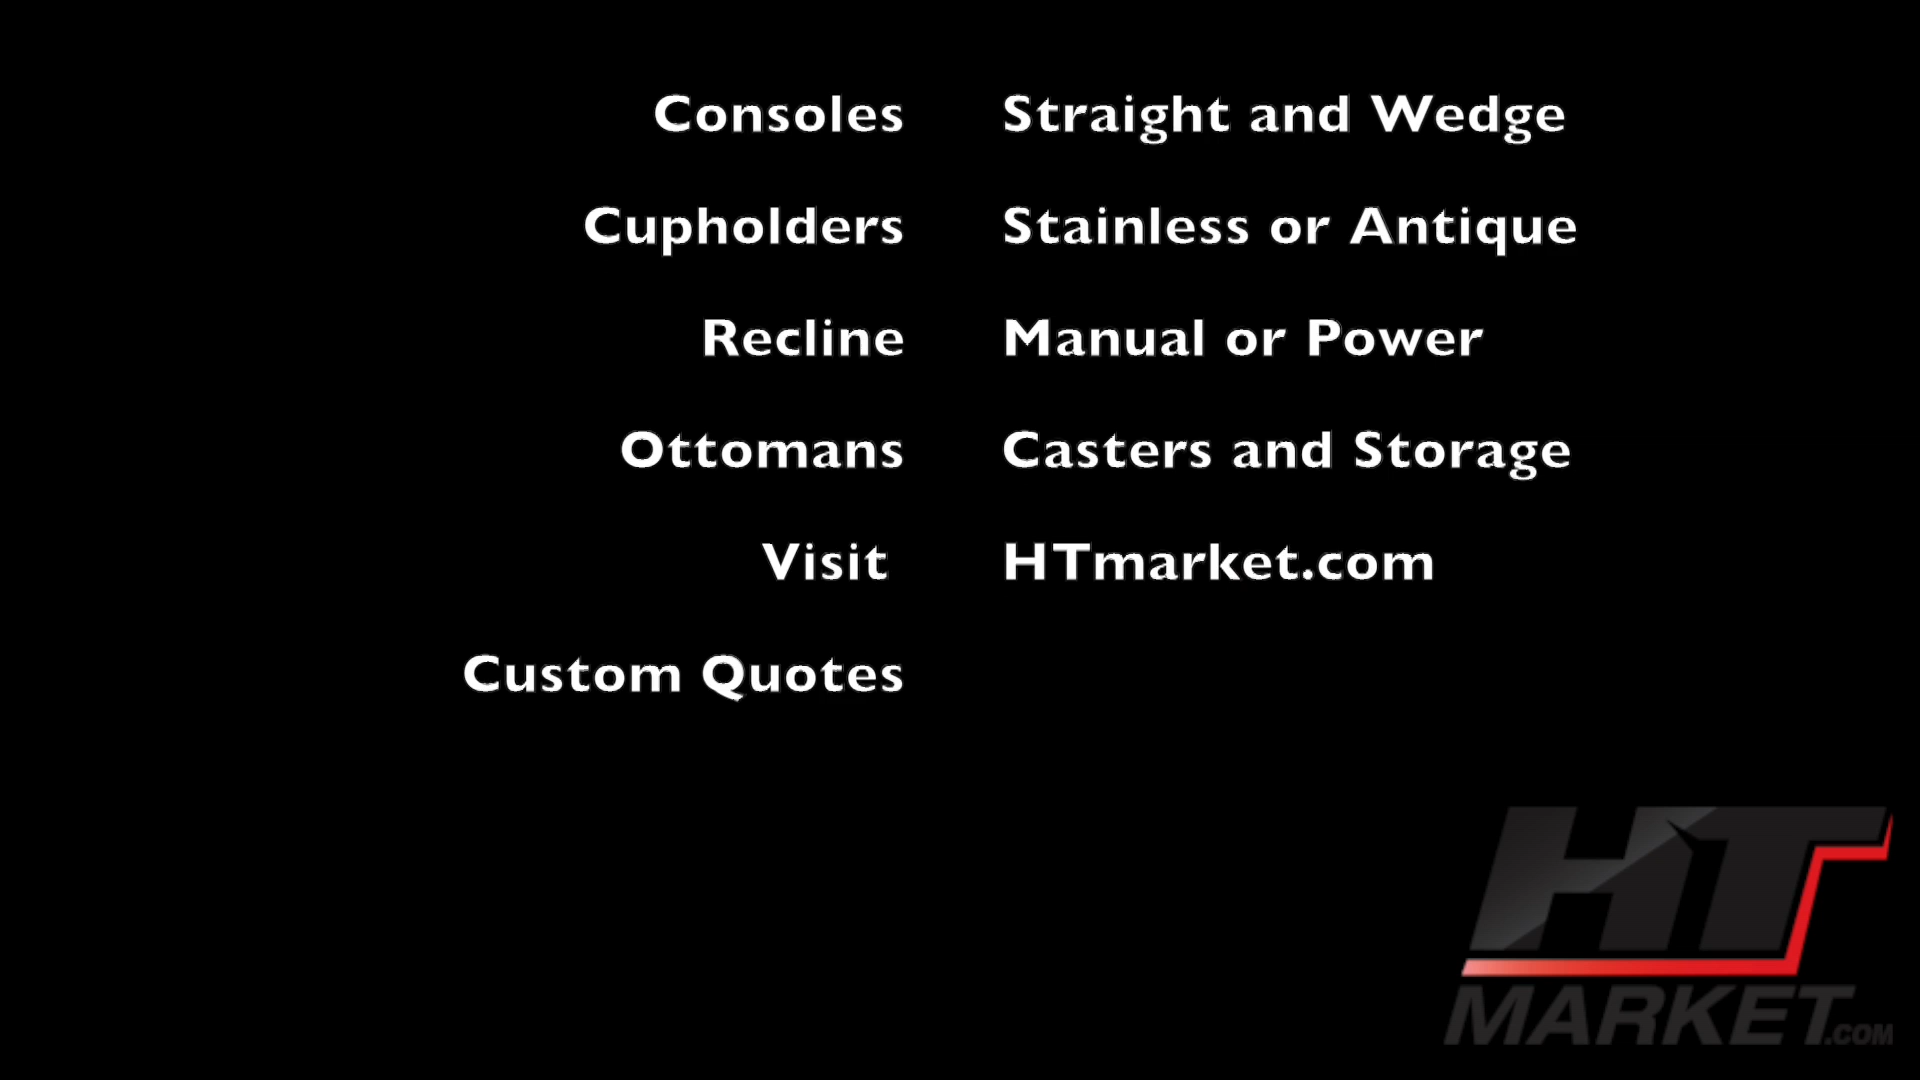 Consoles Straight and Wedge
Cupholders Stainless or Antique
Recline Manual or Power
Ottomans Casters and Storage
Visit HTmarket.com
Custom Quotes
HT
MARKET.COM